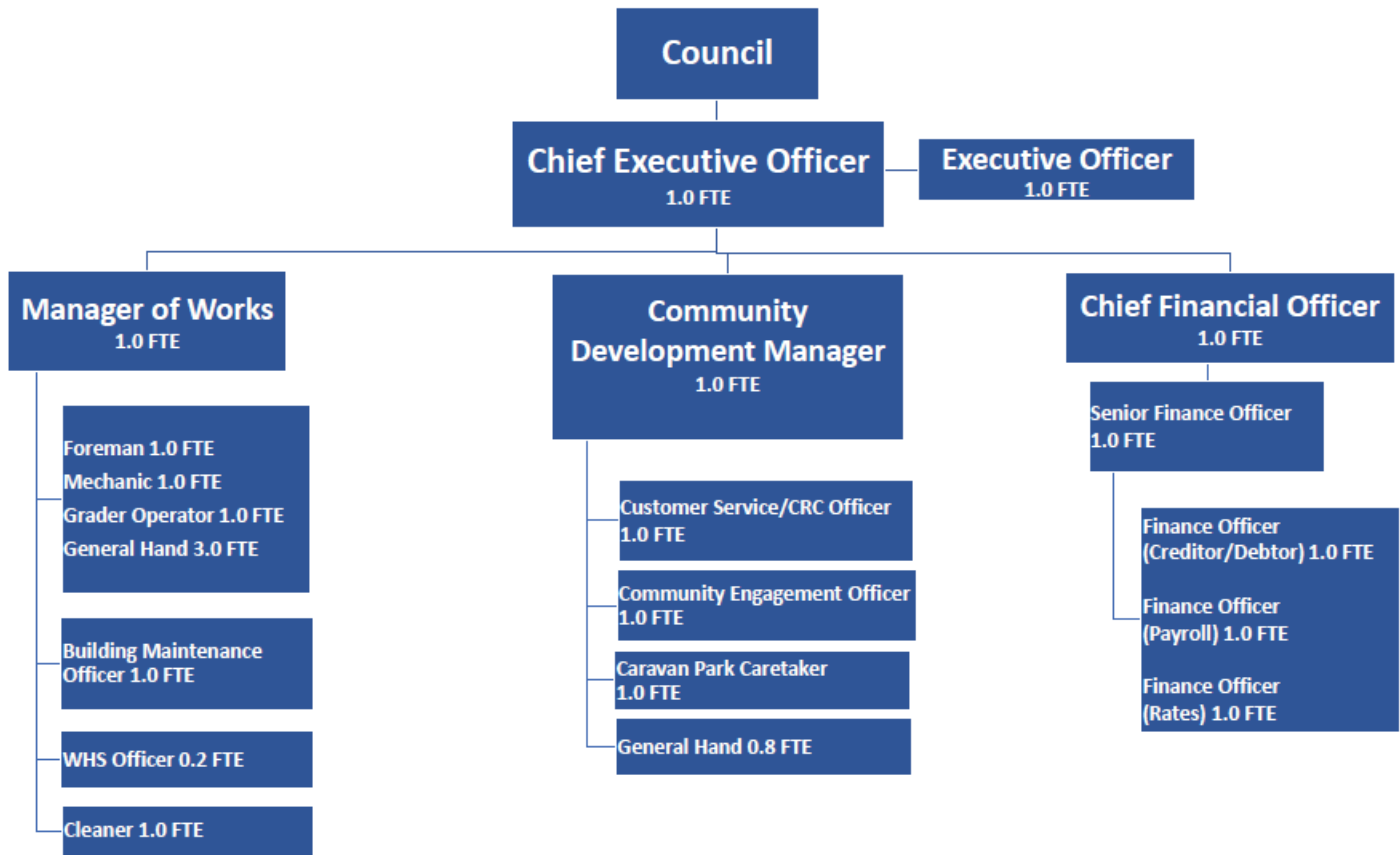 Council
Chief Executive Officer
1.0 FTE
Executive Officer
1.0 FTE
Manager of Works
1.0 FTE
Foreman 1.0 FTE
Mechanic 1.0 FTE
Grader Operator 1.0 FTE
General Hand 3.0 FTE
Building Maintenance
Officer 1.0 FTE
WHS Officer 0.2 FTE
Cleaner 1.0 FTE
Community
Development Manager
1.0 FTE
Customer Service/CRC Officer
1.0 FTE
Community Engagement Officer
1.0 FTE
Caravan Park Caretaker
1.0 FTE
General Hand 0.8 FTE
Chief Financial Officer
1.0 FTE
Senior Finance Officer
1.0 FTE
Finance Officer
(Creditor/Debtor) 1.0 FTE
Finance Officer
(Payroll) 1.0 FTE
Finance Officer
(Rates) 1.0 FTE